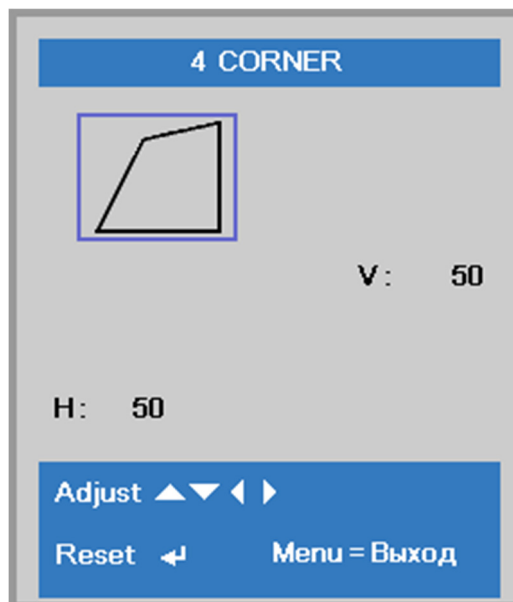 4 CORNER
V: 50
H: 50
Adjust
Reset Menu = Выход